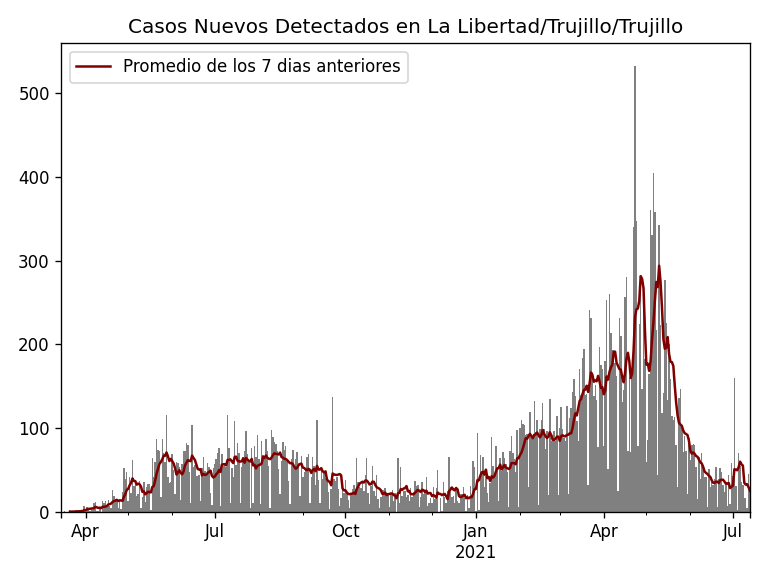 Casos Nuevos Detectados en La Libertad/Trujillo/Trujillo
Promedio de los 7 dias anteriores
500
400
300
200
100
0
Apr Jul Oct Jan Apr Jul
2021